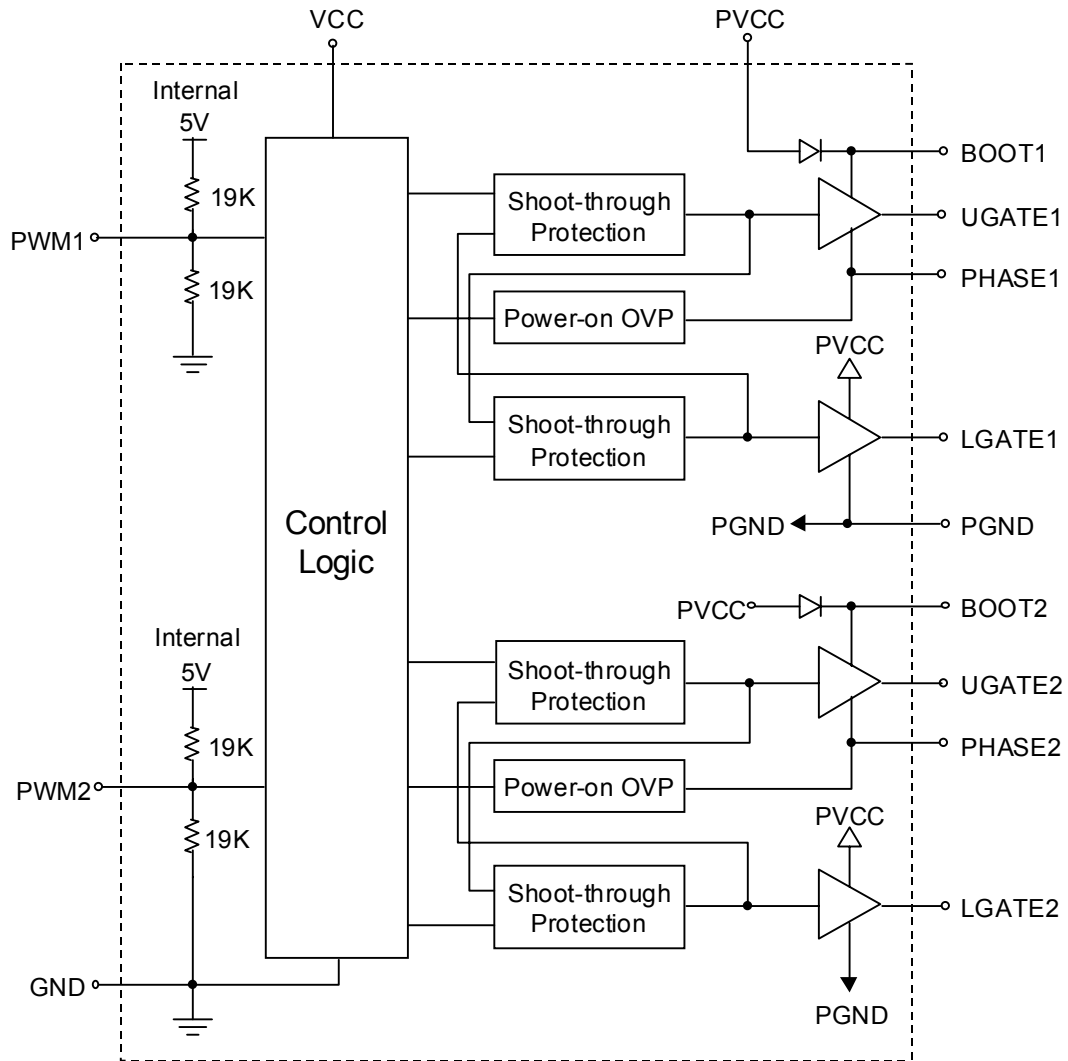 VCC
PVCC
Internal
5V
19K
PWM1
19K
Control
Logic
Shoot-through
Protection
Power-on OVP
Shoot-through
Protection
BOOT1
UGATE1
PHASE1
PVCC
LGATE1
PGND
PGND
Internal
5V
19K
PWM2
19K
GND
Shoot-through
Protection
Power-on OVP
Shoot-through
Protection
PVCC
BOOT2
UGATE2
PHASE2
PVCC
LGATE2
PGND